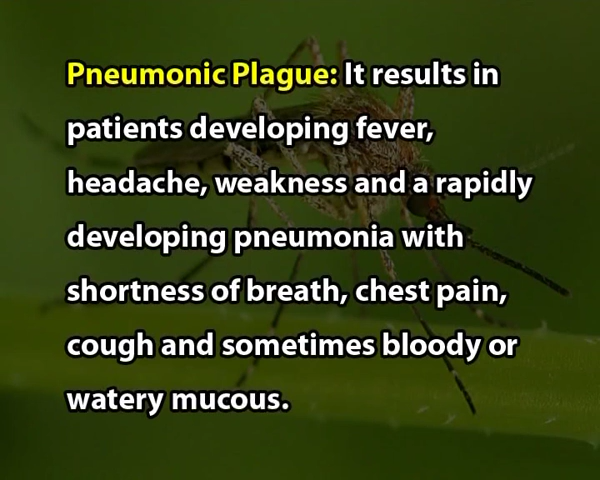 Pneumonic Plague: It results in
patients developing fever,
headache, weakness and a rapidly
developing pneumonia with
shortness of breath, chest pain,
cough and sometimes bloody or
watery mucous.